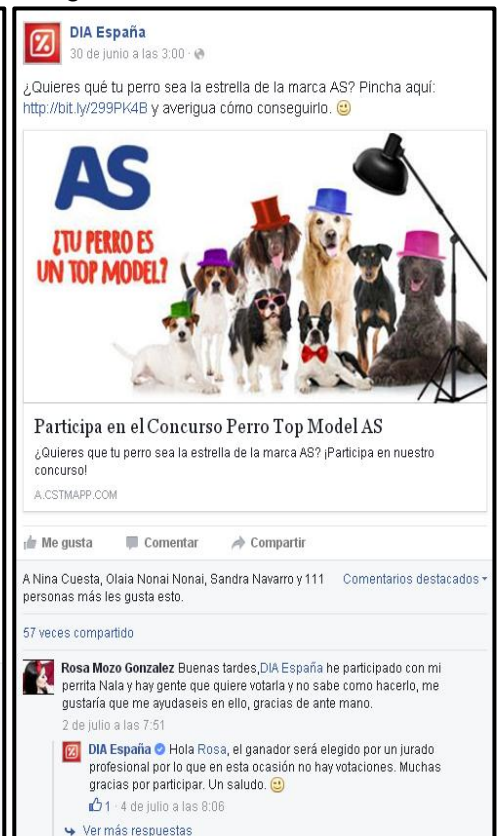 DIA España
30 de junio a las 3:00 ·
¿Quieres qué tu perro sea la estrella de la marca AS? Pincha aquí:
http://bit.ly/299PK4B y averigua cómo conseguirlo.
AS
¿TU PERRO ES
UN TOP MODEL?
Participa en el Concurso Perro Top Model AS
¿Quieres que tu perro sea la estrella de la marca AS? ¡Participa en nuestro
concurso!
A.CSTMAPP.COM
Me gusta Comentar Compartir
A Nina Cuesta, Olaia Nonai Nonai, Sandra Navarro y 111 Comentarios destacados
personas más les gusta esto.
57 veces compartido
Rosa Mozo Gonzalez Buenas tardes,DIA España he participado con mi
perrita Nala y hay gente que quiere votarla y no sabe como hacerlo, me
gustaría que me ayudaseis en ello, gracias de ante mano.
2 de julio a las 7:51
DIA España Hola Rosa, el ganador será elegido por un jurado
profesional por lo que en esta ocasión no hay votaciones. Muchas
gracias por participar. Un saludo.
1 · 4 de julio a las 8:06
Ver más respuestas